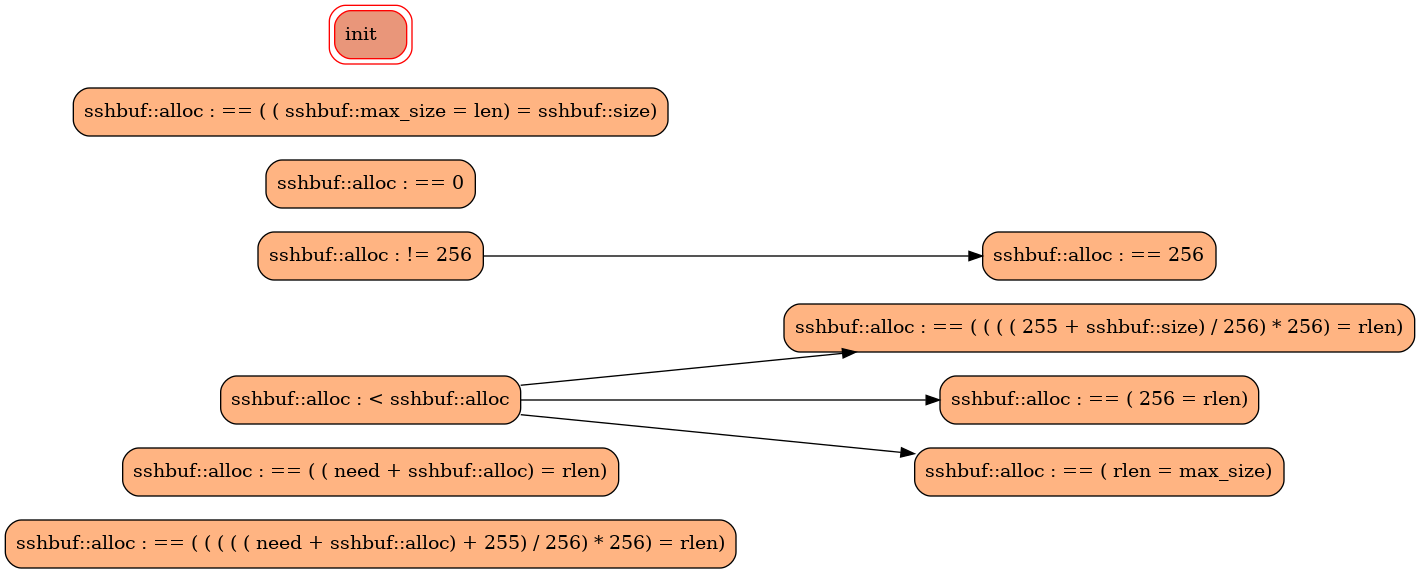 init
sshbuf::alloc : == ( ( sshbuf::max_size = len) = sshbuf::size)
sshbuf::alloc : == 0
sshbuf::alloc : != 256
sshbuf::alloc : == 256
sshbuf::alloc : == ( ( ( ( 255 + sshbuf::size) / 256) * 256) = rlen)
sshbuf::alloc : < sshbuf::alloc
sshbuf::alloc : == ( 256 = rlen)
sshbuf::alloc : == ( ( need + sshbuf::alloc) = rlen)
sshbuf::alloc : == ( rlen = max_size)
sshbuf::alloc : == ( ( ( ( ( need + sshbuf::alloc) + 255) / 256) * 256) = rlen)